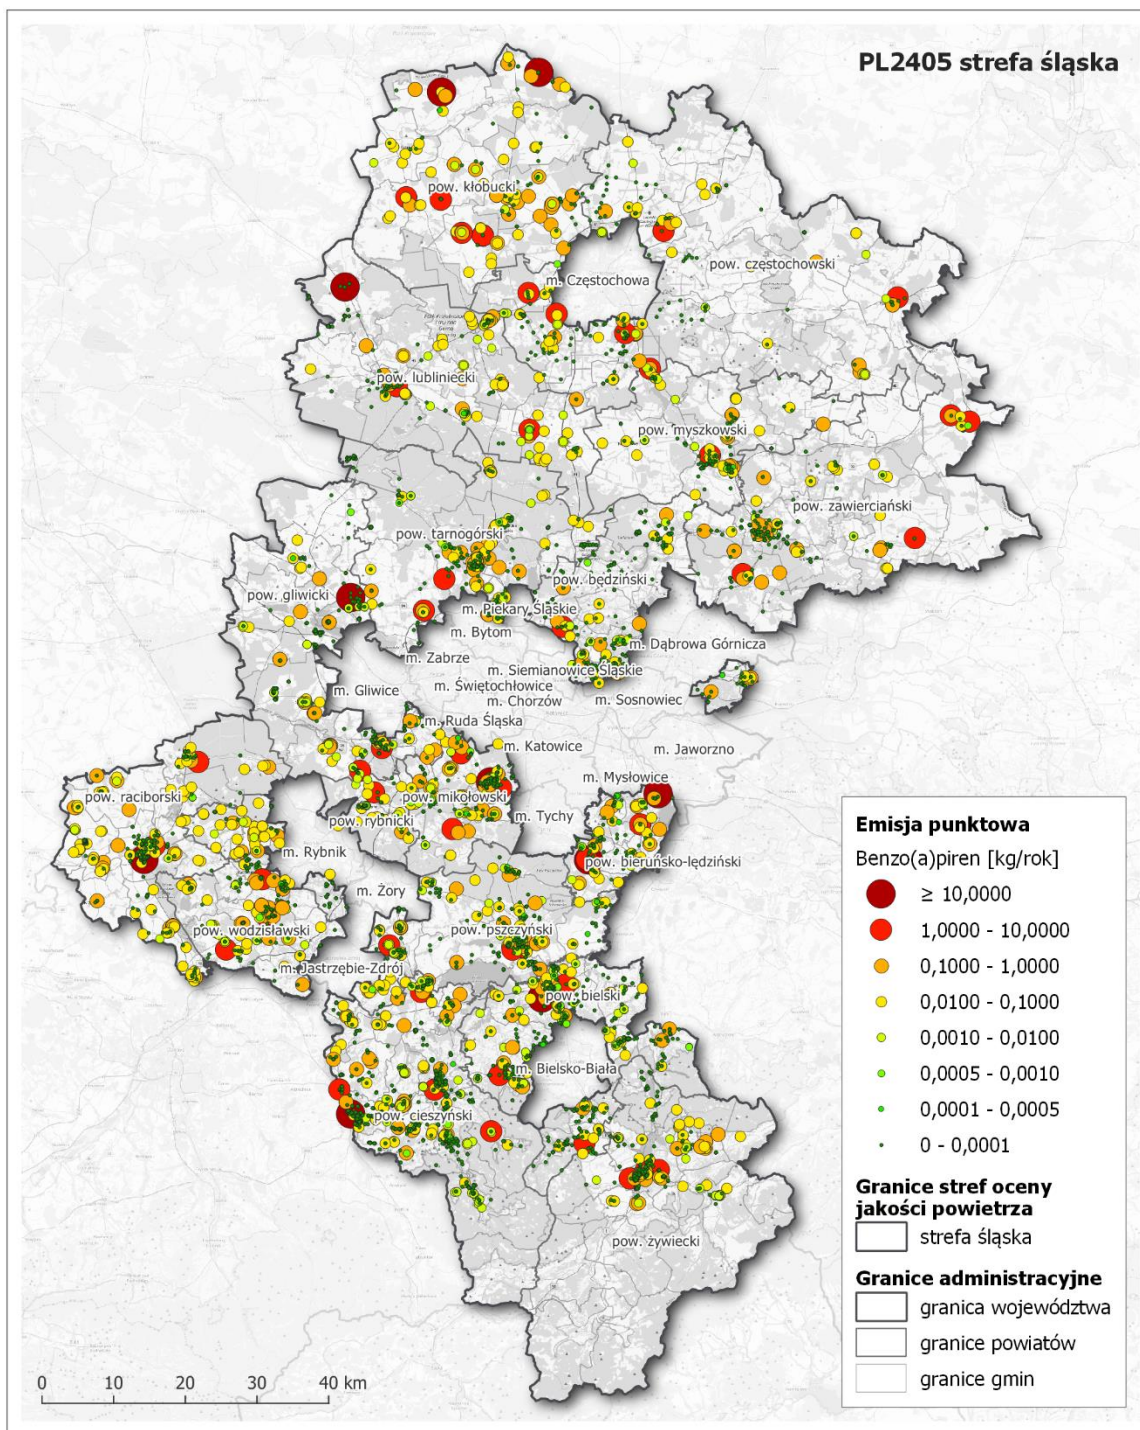 PL2405 strefa śląska
pow. kłobucki
pow. częstochowski
m. Częstochowa
pow. lubliniecki
pow. myszkowski
pow. zawierciański
pow. tarnogórski
pow. będziński
pow. gliwicki
m. Piekary Śląskie
m. Bytom
m. Dąbrowa Górnicza
m. Zabrze
m. Siemianowice Śląskie
m. Świętochłowice
m. Gliwice
m. Chorzów
m. Sosnowiec
m. Ruda Śląska
m. Katowice
m. Jaworzno
m. Mysłowice
pow. raciborski
pow. mikołowski
m. Tychy
pow. rybnicki
m. Rybnik
pow. bieruńsko-lędziński
m. Żory
pow. wodzisławski
pow. pszczyński
m. Jastrzębie-Zdrój
pow. bielski
m. Bielsko-Biała
pow. cieszyński
pow. żywiecki
Emisja punktowa
Benzo(a)piren [kg/rok]
≥ 10,0000
1,0000 - 10,0000
0,1000 - 1,0000
0,0100 - 0,1000
0,0010 - 0,0100
0,0005 - 0,0010
0,0001 - 0,0005
0 - 0,0001
Granice stref oceny
jakości powietrza
strefa śląska
Granice administracyjne
granica województwa
granice powiatów
granice gmin
0 10 20 30 40 km